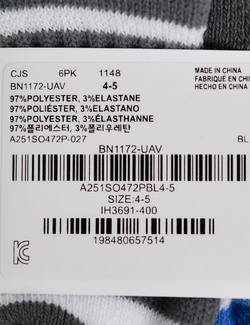 CJS 6PK 1148
MADE IN CHINA
FABRIQUÉ EN CHINE
HECHO EN CHINA
BN1172-UAV 4-5
97%POLYESTER, 3%ELASTANE
97%POLIÉSTER, 3%ELASTANO
97%POLYESTER, 3%ÉLASTHANNE
97%폴리에스터, 3%폴리우레탄
A251SO472P-027 BL
BN1172-UAV
A251SO472PBL4-5
SIZE:4-5
IH3691-400
198480657514